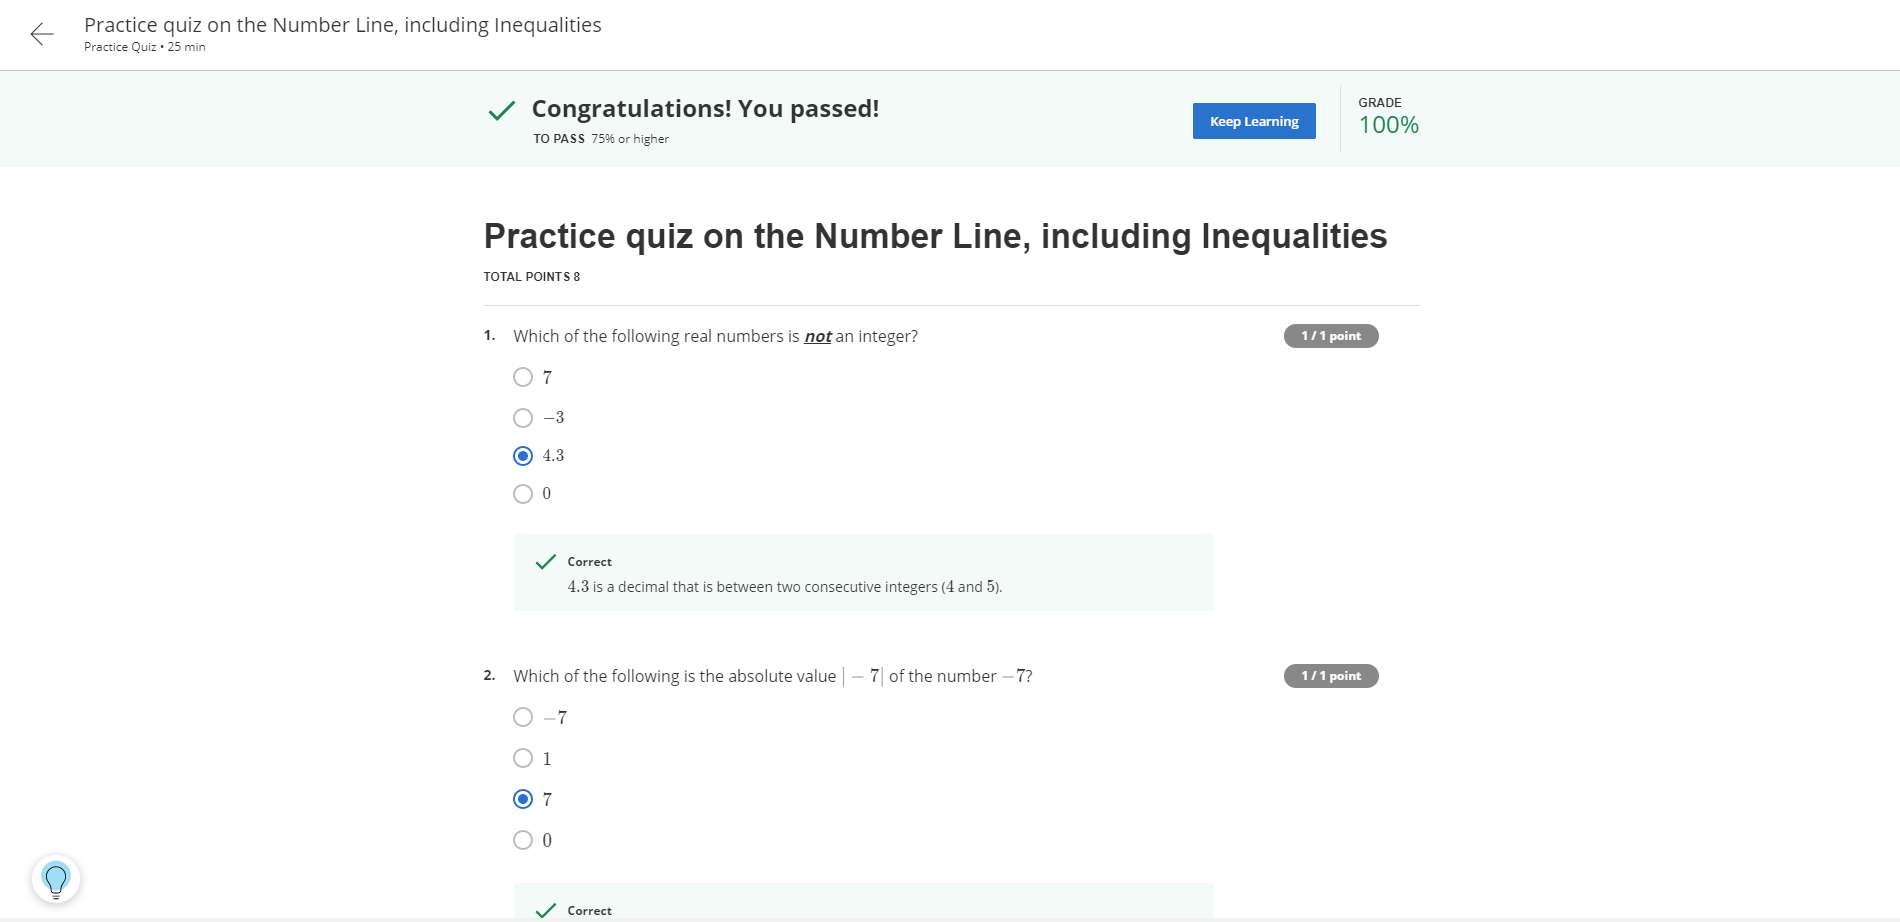 Practice quiz on the Number Line, including Inequalities
Practice Quiz • 25 min
Congratulations! You passed!
TO PASS 75% or higher
Keep Learning
GRADE
100%
Practice quiz on the Number Line, including Inequalities
TOTAL POINTS 8
1. Which of the following real numbers is not an integer?
1 / 1 point
7
−3
4.3
0
Correct
4.3 is a decimal that is between two consecutive integers (4 and 5).
2. Which of the following is the absolute value | − 7| of the number −7?
1 / 1 point
−7
1
7
0
Correct